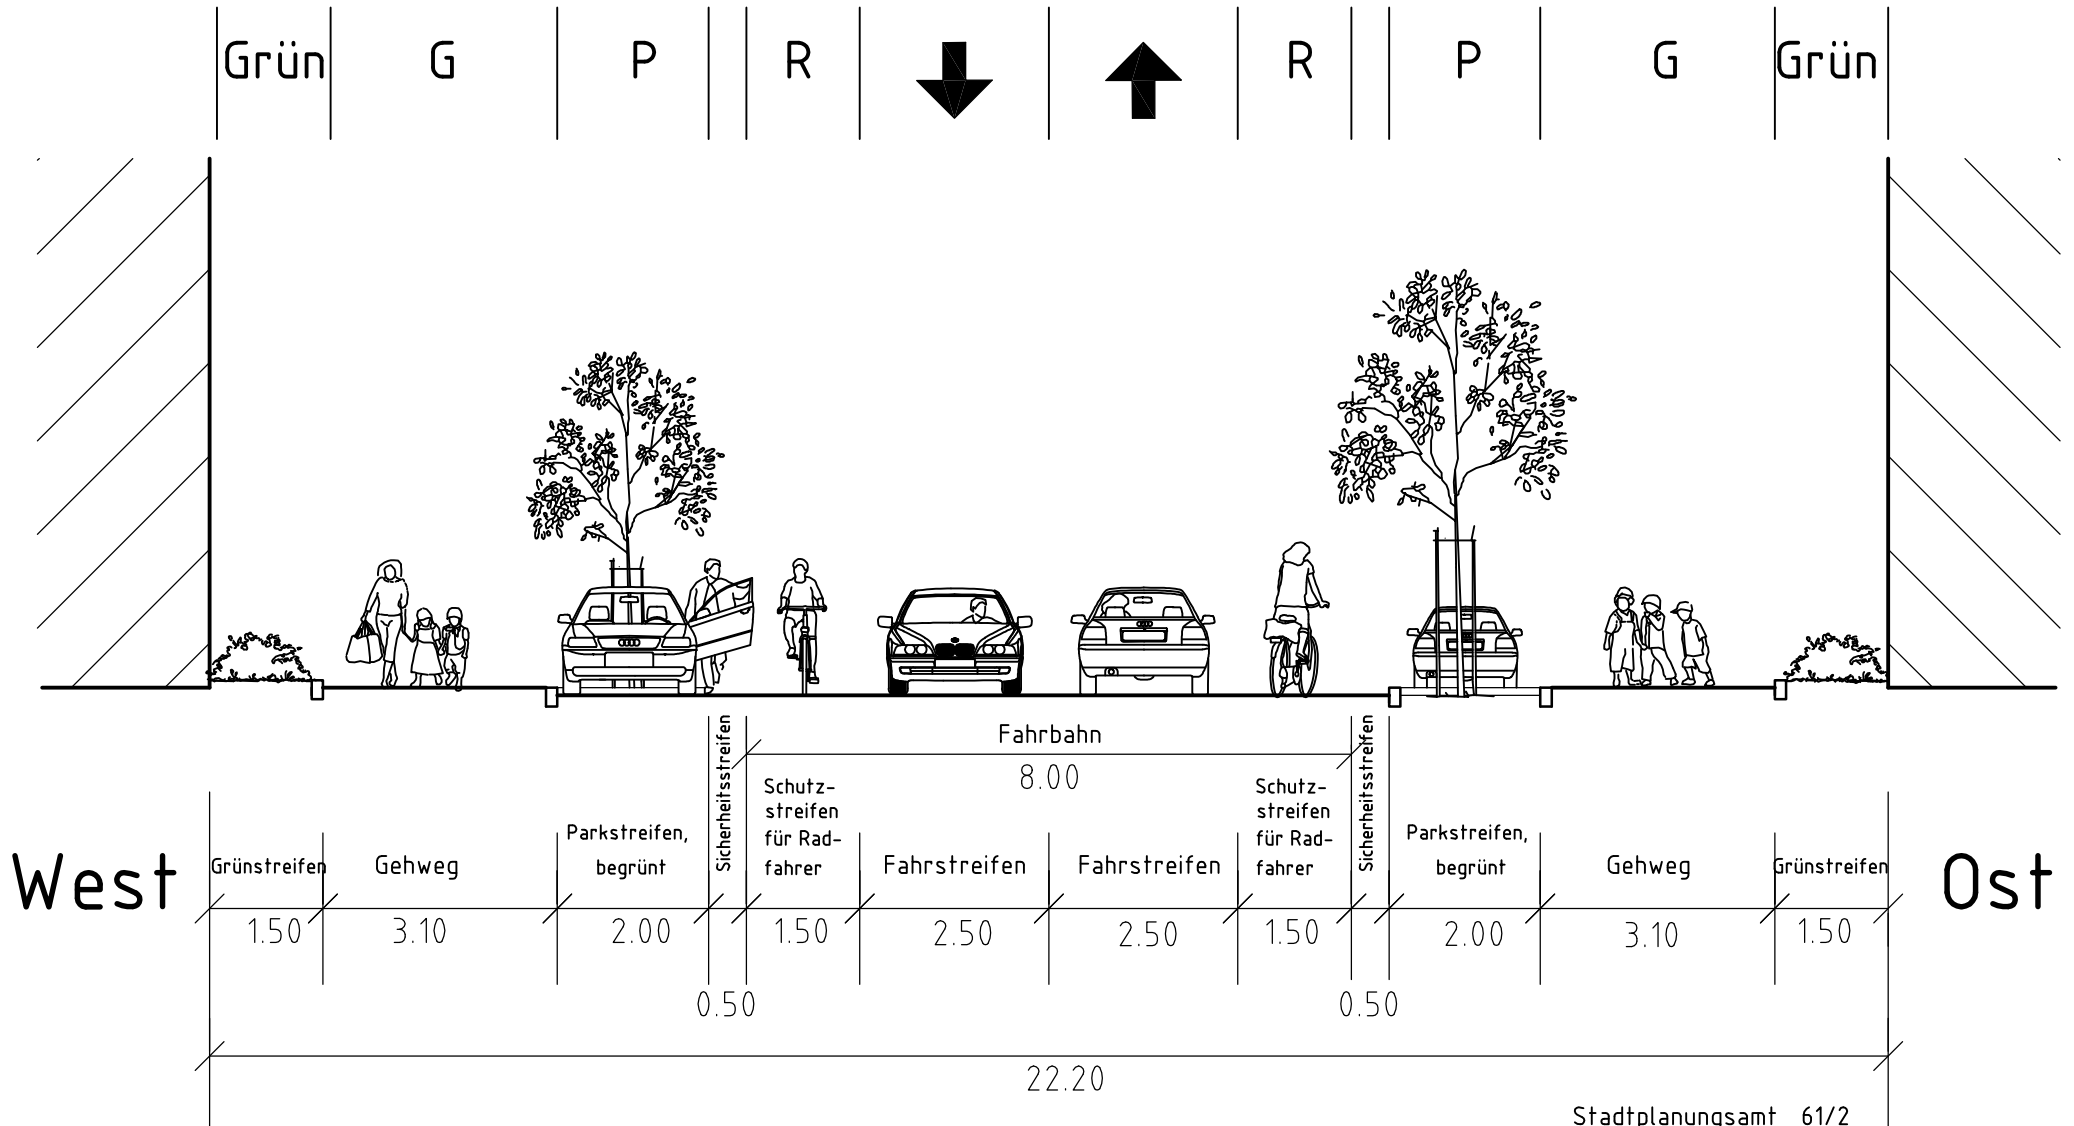 Grün G P R R P G Grün
Fahrbahn
8.00
Sicherheitsstreifen
Sicherheitsstreifen
Schutz-
streifen
für Rad-
fahrer
Schutz-
streifen
für Rad-
fahrer
Parkstreifen,
begrünt
Parkstreifen,
begrünt
West Grünstreifen Gehweg Fahrstreifen Fahrstreifen Gehweg Grünstreifen Ost
1.50 3.10 2.00 1.50 2.50 2.50 1.50 2.00 3.10 1.50
0.50 0.50
22.20
Stadtplanungsamt 61/2